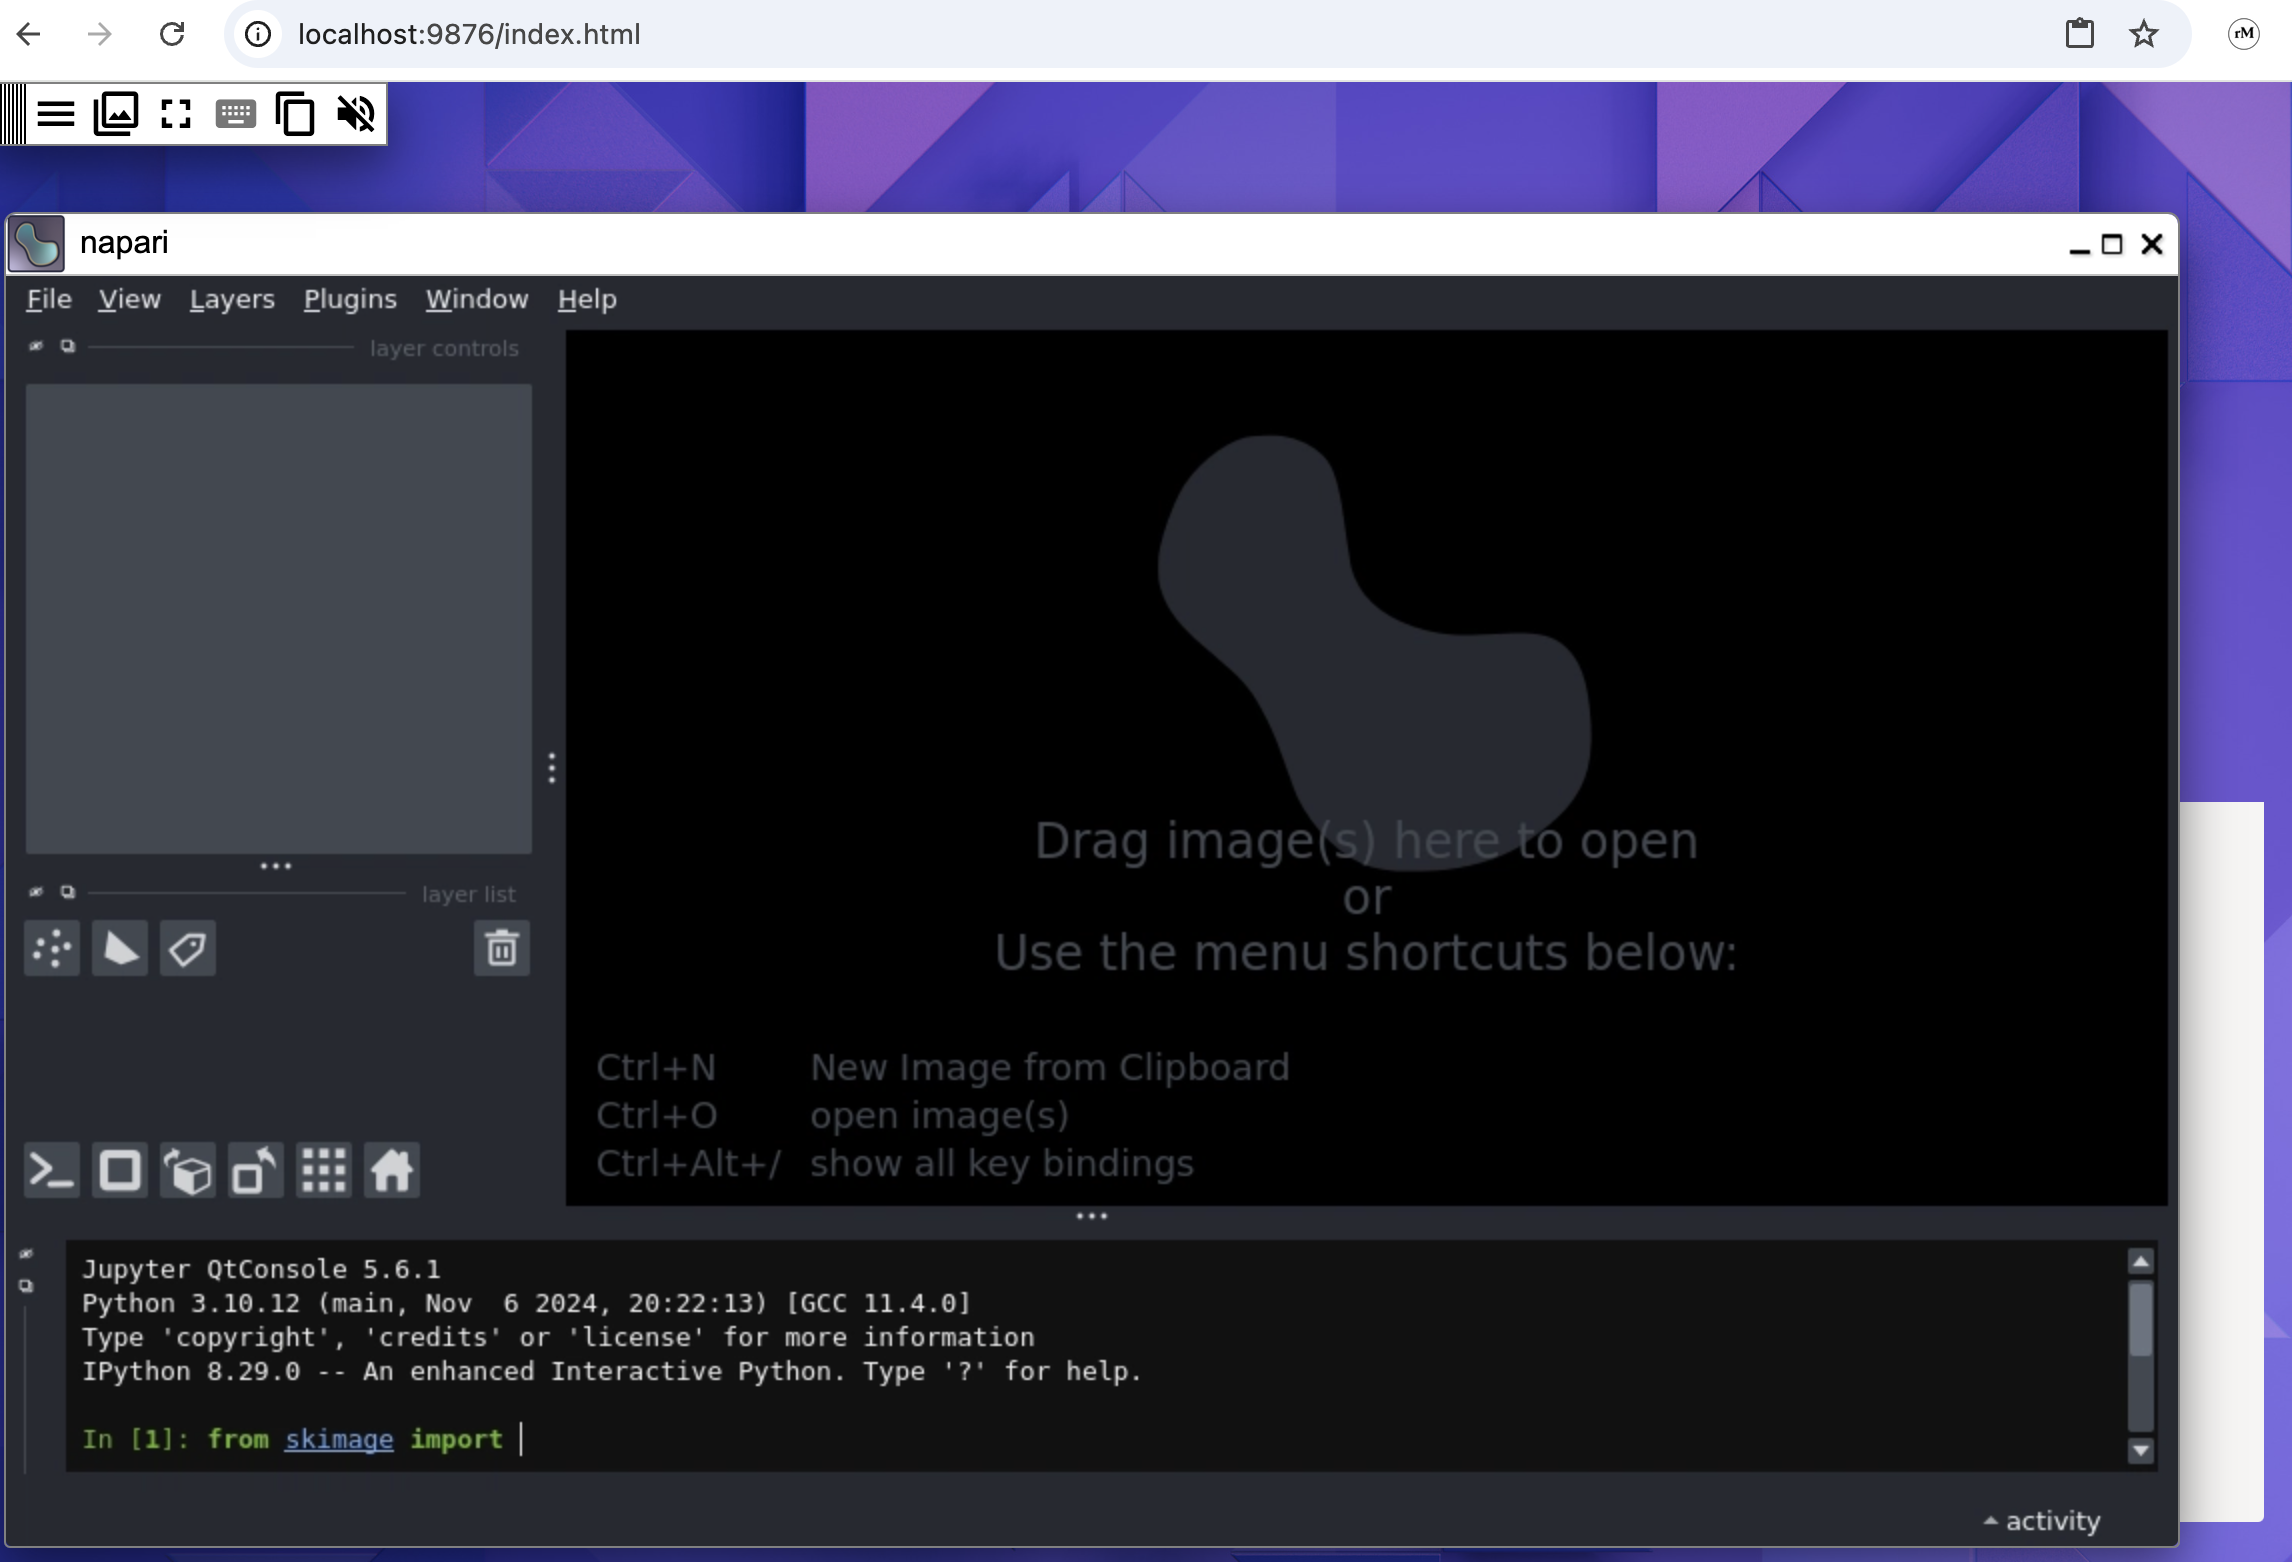 localhost:9876/index.html
rM
napari
File View Layers Plugins Window Help
layer controls
layer list
Drag image(s) here to open
or
Use the menu shortcuts below:
Ctrl+N New Image from Clipboard
Ctrl+O open image(s)
Ctrl+Alt+/ show all key bindings
Jupyter QtConsole 5.6.1
Python 3.10.12 (main, Nov  6 2024, 20:22:13) [GCC 11.4.0]
Type 'copyright', 'credits' or 'license' for more information
IPython 8.29.0 -- An enhanced Interactive Python. Type '?' for help.
In [1]: from skimage import
activity